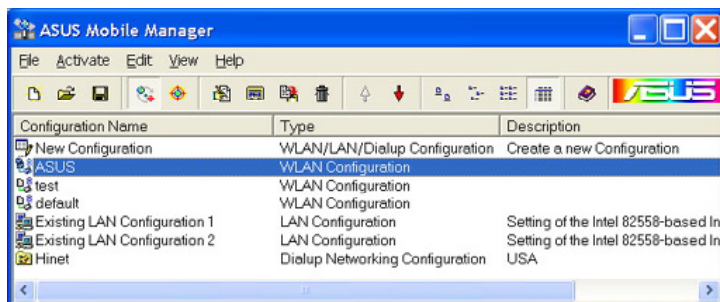 ASUS Mobile Manager
File Activate Edit View Help
ASUS
Configuration Name Type Description
New Configuration WLAN/LAN/Dialup Configuration Create a new Configuration
ASUS WLAN Configuration
test WLAN Configuration
default WLAN Configuration
Existing LAN Configuration 1 LAN Configuration Setting of the Intel 82558-based In
Existing LAN Configuration 2 LAN Configuration Setting of the Intel 82558-based In
Hinet Dialup Networking Configuration USA